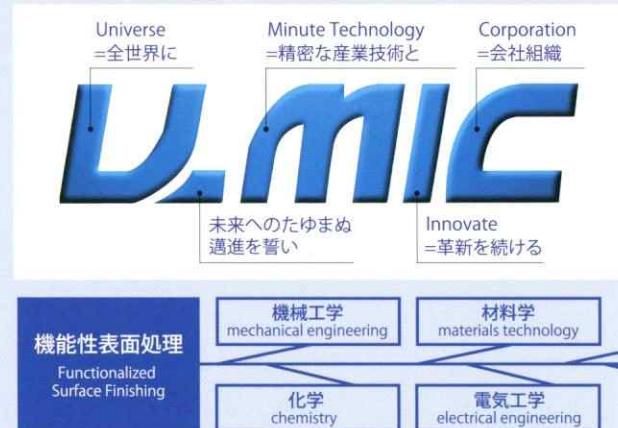 Universe
=全世界に
Minute Technology
=精密な産業技術と
Corporation
=会社組織
U.MIC
未来へのたゆまぬ
邁進を誓い
Innovate
=革新を続ける
機能性表面処理
Functionalized
Surface Finishing
機械工学
mechanical engineering
材料学
materials technology
化学
chemistry
電気工学
electrical engineering